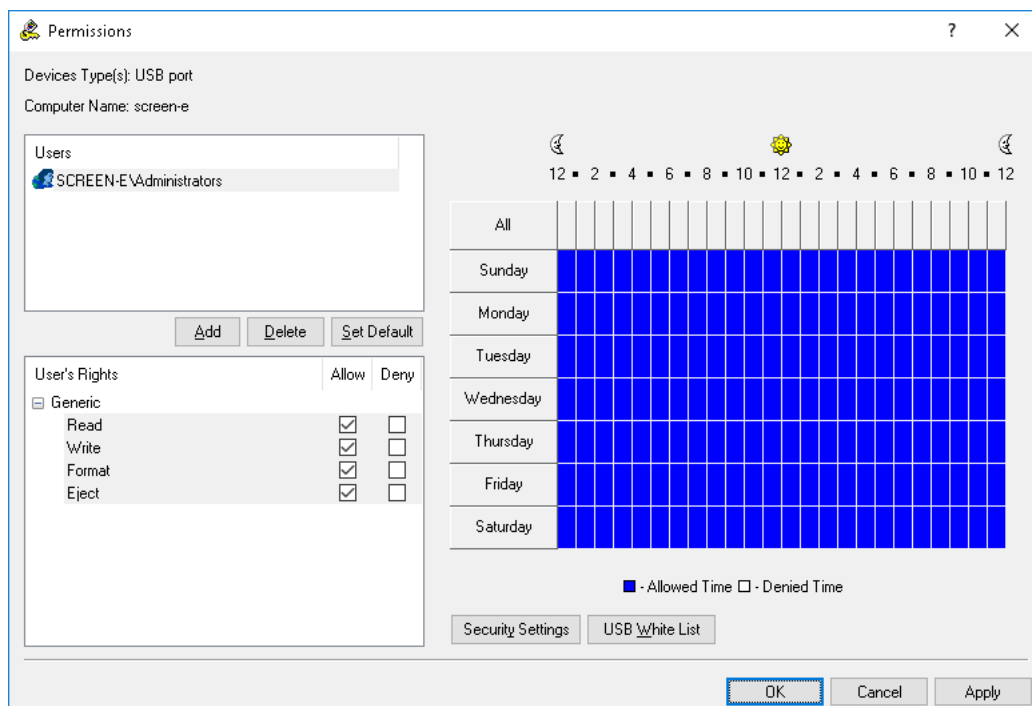 Permissions
Devices Type(s): USB port
Computer Name: screen-e
Users
SCREEN-E\Administrators
Add Delete Set Default
User's Rights Allow Deny
Generic
Read
Write
Format
Eject
12 2 4 6 8 10 12 2 4 6 8 10 12
All
Sunday
Monday
Tuesday
Wednesday
Thursday
Friday
Saturday
- Allowed Time - Denied Time
Security Settings USB White List
OK Cancel Apply